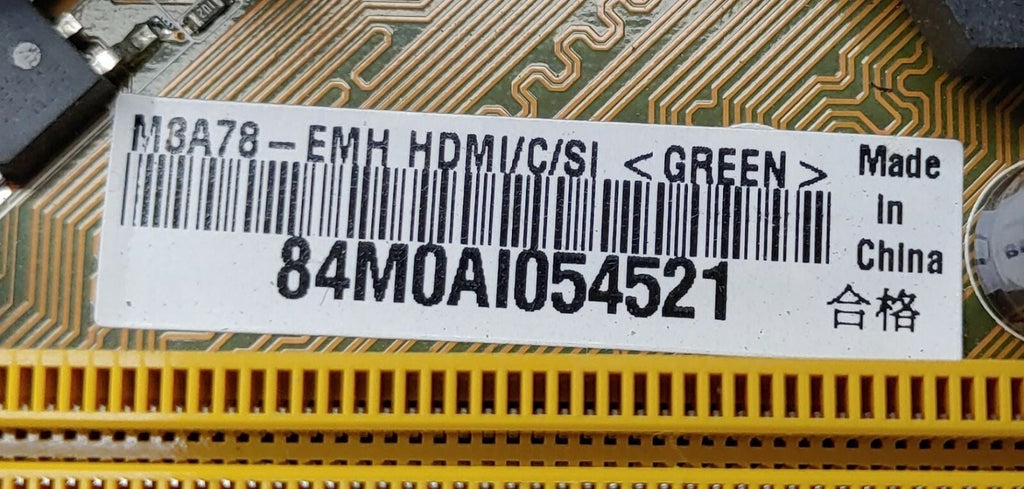 M3A78-EMH HDMI/C/SI <GREEN>
84M0AI054521
Made
in
China
合格